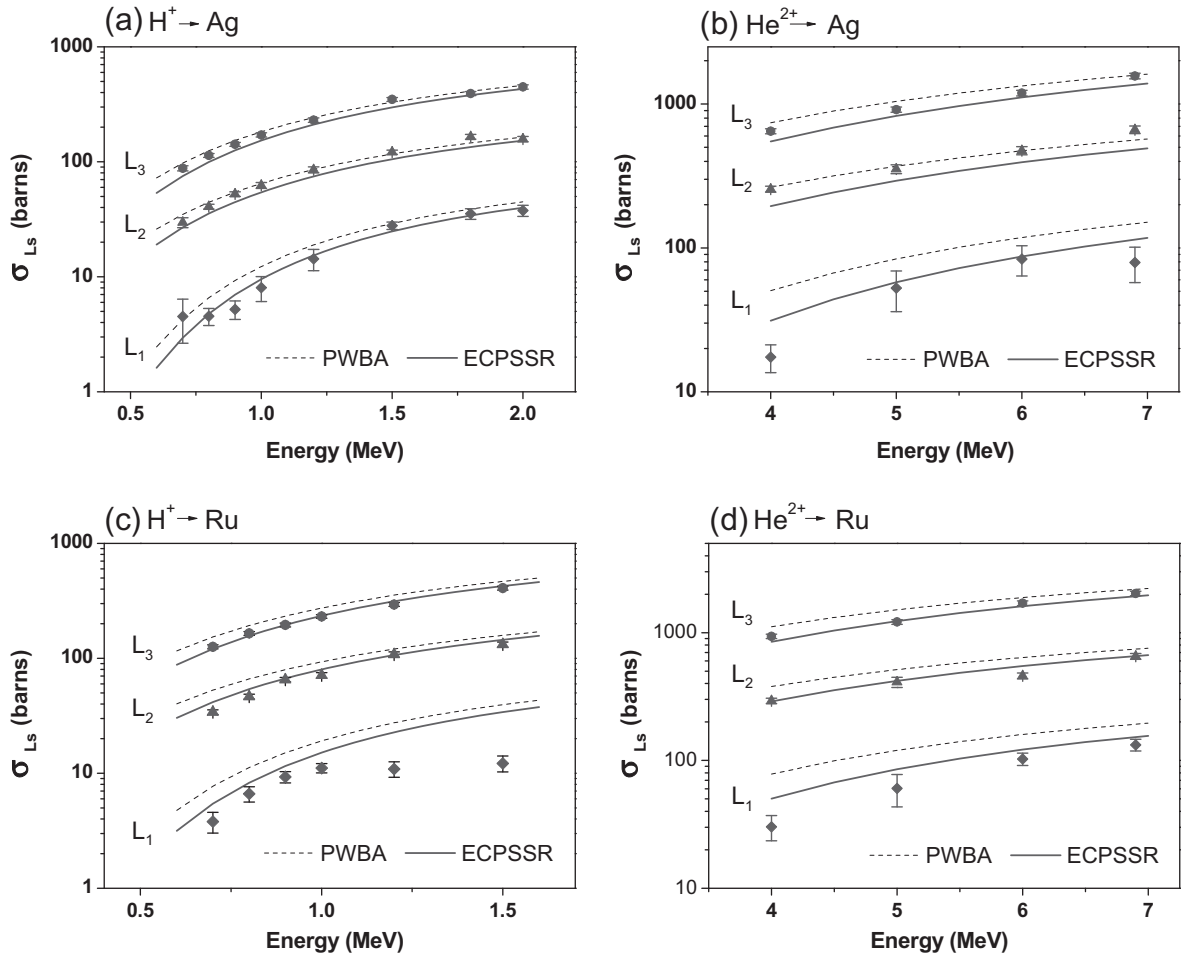 (a) H⁺→ Ag
1000
100
10
1
σ Ls (barns)
L₃
L₂
L₁
PWBA
ECPSSR
0.5 1.0 1.5 2.0
Energy (MeV)
(b) He²⁺→ Ag
1000
100
10
σ Ls (barns)
L₃
L₂
L₁
PWBA
ECPSSR
4 5 6 7
Energy (MeV)
(c) H⁺→ Ru
1000
100
10
1
σ Ls (barns)
L₃
L₂
L₁
PWBA
ECPSSR
0.5 1.0 1.5
Energy (MeV)
(d) He²⁺→ Ru
1000
100
10
σ Ls (barns)
L₃
L₂
L₁
PWBA
ECPSSR
4 5 6 7
Energy (MeV)